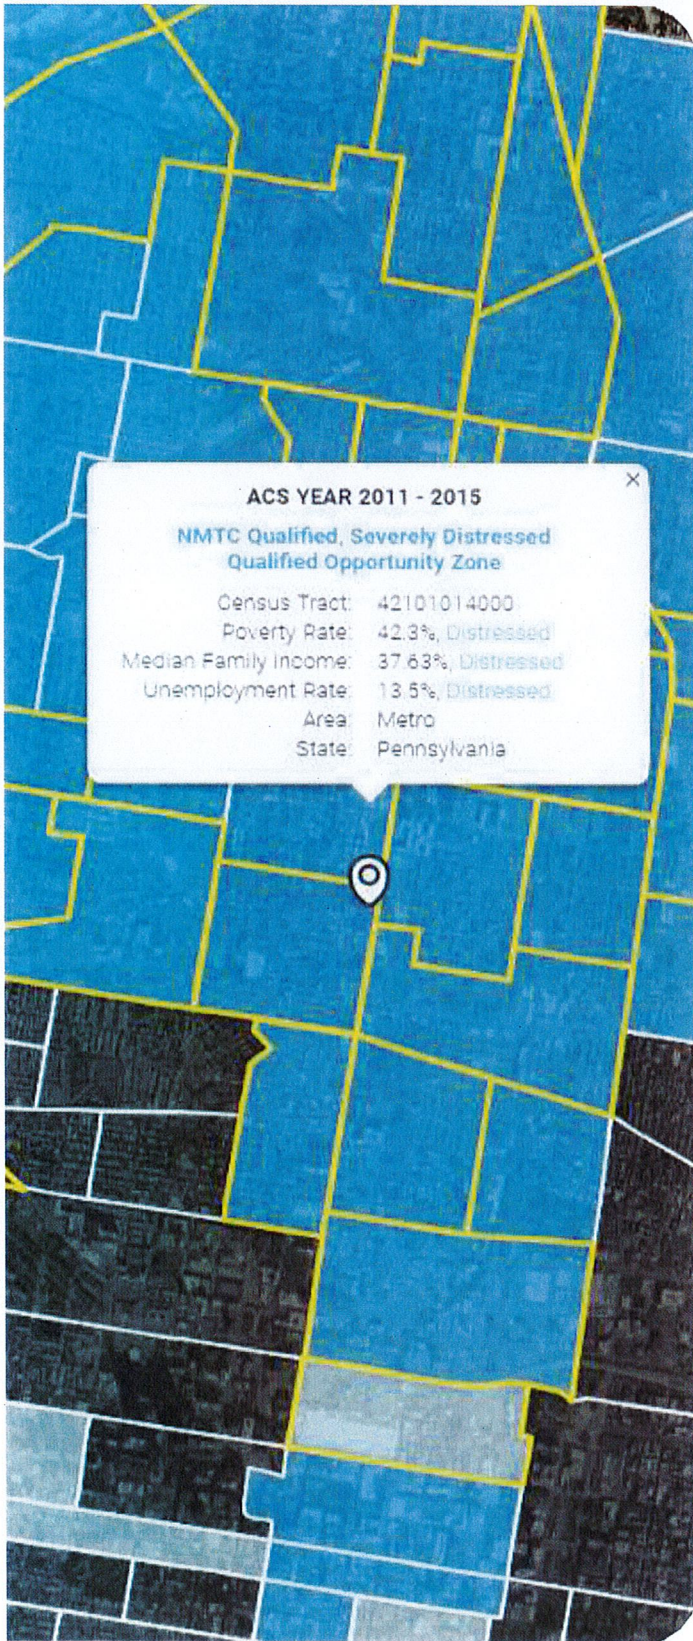 ACS YEAR 2011 - 2015
NMTC Qualified, Severely Distressed
Qualified Opportunity Zone
Census Tract: 42101014000
Poverty Rate: 42.3%, Distressed
Median Family Income: 37.63%, Distressed
Unemployment Rate: 13.5%, Distressed
Area: Metro
State: Pennsylvania